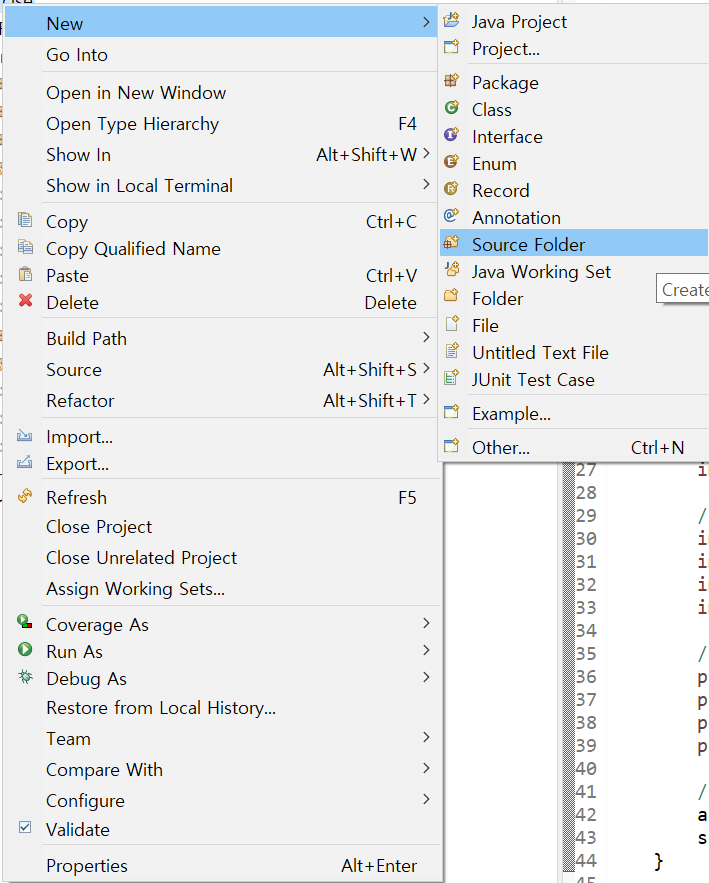 New
Go Into
Open in New Window
Open Type Hierarchy F4
Show In Alt+Shift+W
Show in Local Terminal
Copy Ctrl+C
Copy Qualified Name
Paste Ctrl+V
Delete Delete
Build Path
Source Alt+Shift+S
Refactor Alt+Shift+T
Import...
Export...
Refresh F5
Close Project
Close Unrelated Project
Assign Working Sets...
Coverage As
Run As
Debug As
Restore from Local History...
Team
Compare With
Configure
Validate
Properties Alt+Enter
Java Project
Project...
Package
Class
Interface
Enum
Record
Annotation
Source Folder
Java Working Set
Create
Folder
File
Untitled Text File
JUnit Test Case
Example...
Other... Ctrl+N
27
28
29 /
30 i
31 i
32 i
33 i
34
35 /
36 p
37 p
38 p
39 p
40
41 /
42 a
43 s
44 }